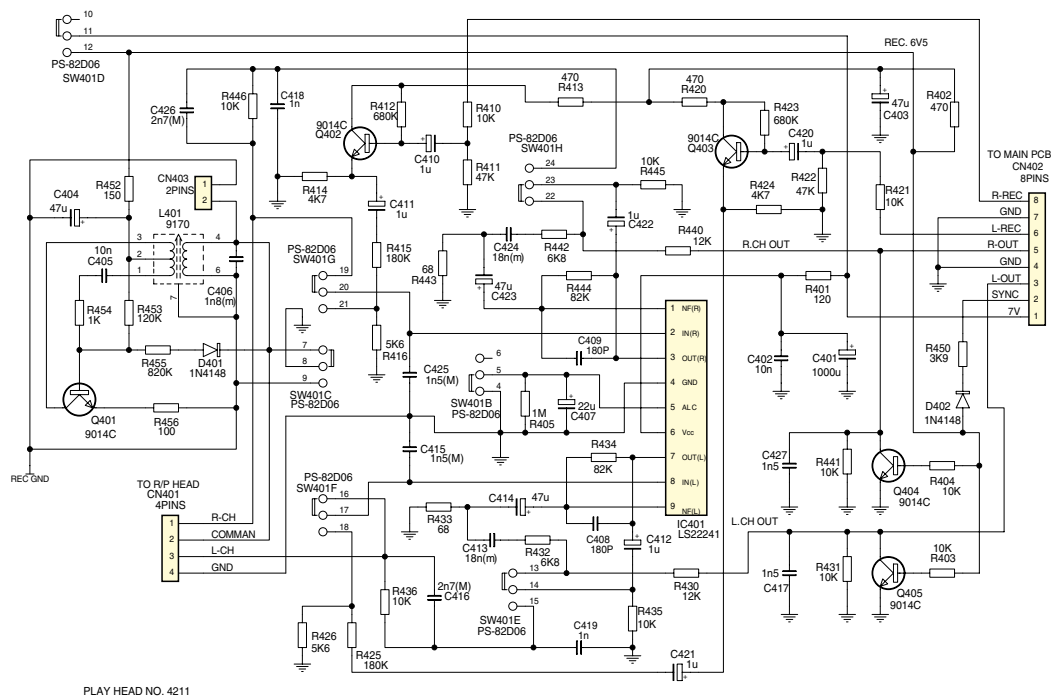 10
11
12
PS-82D06
SW401D
REC. 6V5
C426
2n7(M)
R446
10K
C418
1n
R412
680K
9014C
Q402
C410
1u
R410
10K
R411
47K
470
R413
470
R420
9014C
Q403
R423
680K
C420
1u
47u
C403
R402
470
PS-82D06
SW401H
24
23
22
10K
R445
R422
47K
R424
4K7
R421
10K
TO MAIN PCB
CN402
8PINS
R-REC 8
GND 7
L-REC 6
R-OUT 5
GND 4
L-OUT 3
SYNC 2
7V 1
C404
47u
R452
150
CN403
2PINS
1
2
L401
9170
3
2
1
4
6
7
10n
C405
C406
1n8(m)
R454
1K
R453
120K
R455
820K
D401
1N4148
Q401
9014C
R456
100
REC GND
R414
4K7
C411
1u
R415
180K
PS-82D06
SW401G
19
20
21
5K6
R416
7
8
9
SW401C
PS-82D06
68
R443
C424
18n(m)
R442
6K8
47u
C423
R444
82K
1u
C422
R440
12K
R.CH OUT
R401
120
C409
180P
1 NF(R)
2 IN(R)
3 OUT(R)
4 GND
5 ALC
6 Vcc
7 OUT(L)
8 IN(L)
9 NF(L)
IC401
LS22241
C402
10n
C401
1000u
R450
3K9
D402
1N4148
C425
1n5(M)
6
5
4
SW401B
PS-82D06
1M
R405
22u
C407
C415
1n5(M)
R434
82K
C427
1n5
R441
10K
Q404
9014C
R404
10K
TO R/P HEAD
CN401
4PINS
1 R-CH
2 COMMAN
3 L-CH
4 GND
PS-82D06
SW401F
16
17
18
R433
68
C414
47u
C413
18n(m)
R432
6K8
C408
180P
C412
1u
L.CH OUT
1n5
C417
R431
10K
10K
R403
Q405
9014C
R436
10K
2n7(M)
C416
13
14
15
SW401E
PS-82D06
R430
12K
R435
10K
C419
1n
R426
5K6
R425
180K
C421
1u
PLAY HEAD NO. 4211